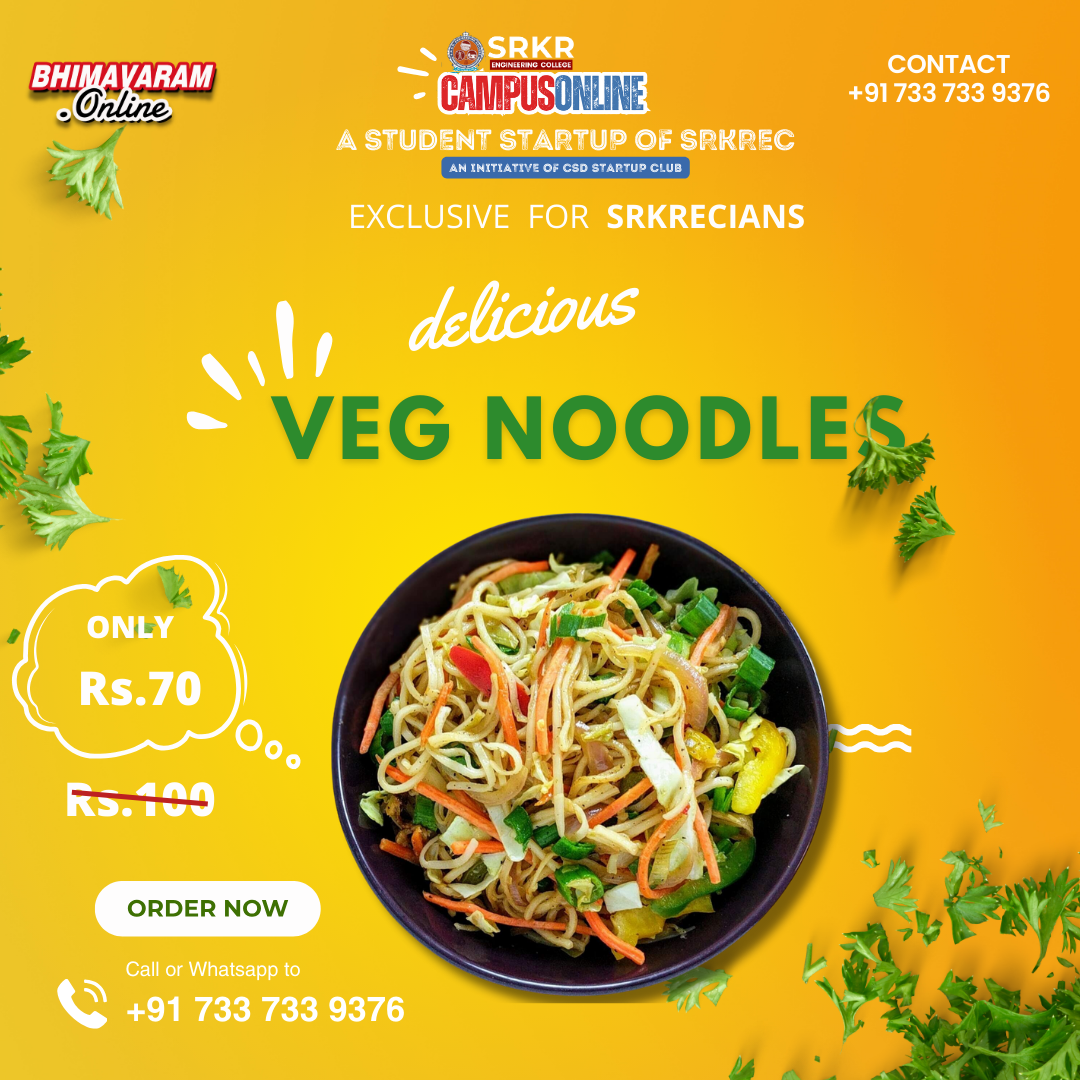 BHIMAVARAM
.Online
SRKR
ENGINEERING COLLEGE
CAMPUSONLINE
A STUDENT STARTUP OF SRKREC
AN INITIATIVE OF CSD STARTUP CLUB
CONTACT
+91 733 733 9376
EXCLUSIVE FOR SRKRECIANS
delicious
VEG NOODLES
ONLY
Rs.70
Rs.100
ORDER NOW
Call or Whatsapp to
+91 733 733 9376